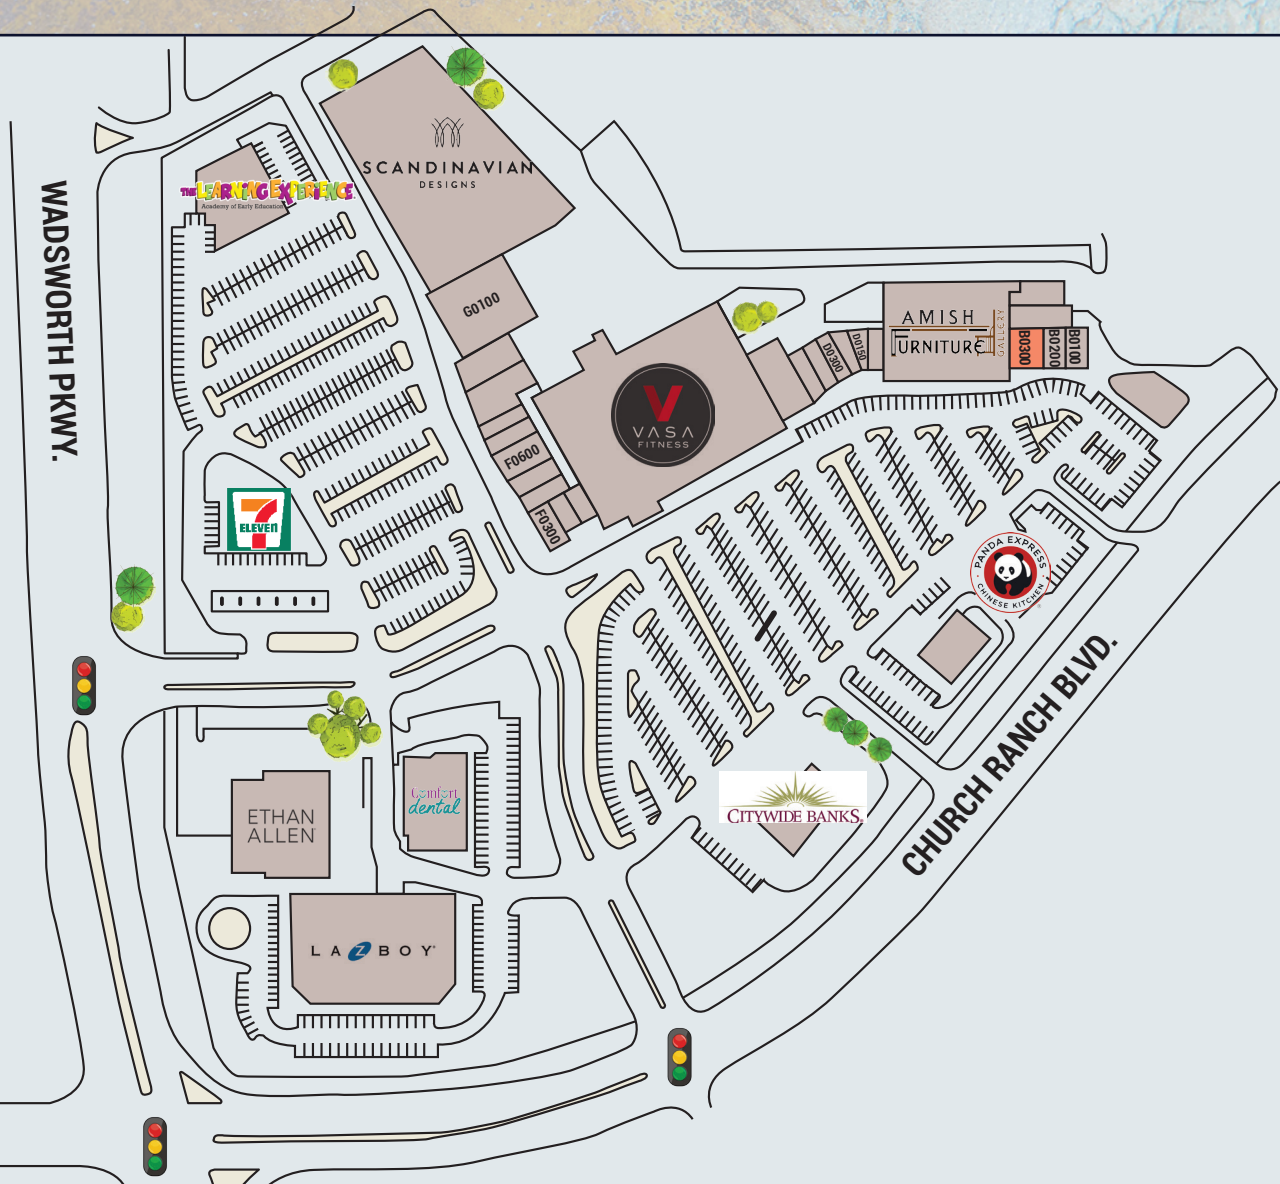 SCANDINAVIAN
DESIGNS
THE LEARNING EXPERIENCE
Academy of Early Education
WADSWORTH PKWY.
G0100
AMISH
FURNITURE
GALLERY
B0300
B0200
B0100
D0300
D0150
VASA
FITNESS
F0600
F0300
7
ELEVEN
PANDA EXPRESS
CHINESE KITCHEN
CHURCH RANCH BLVD.
CITYWIDE BANKS
ETHAN
ALLEN
Comfort
dental
LA Z BOY